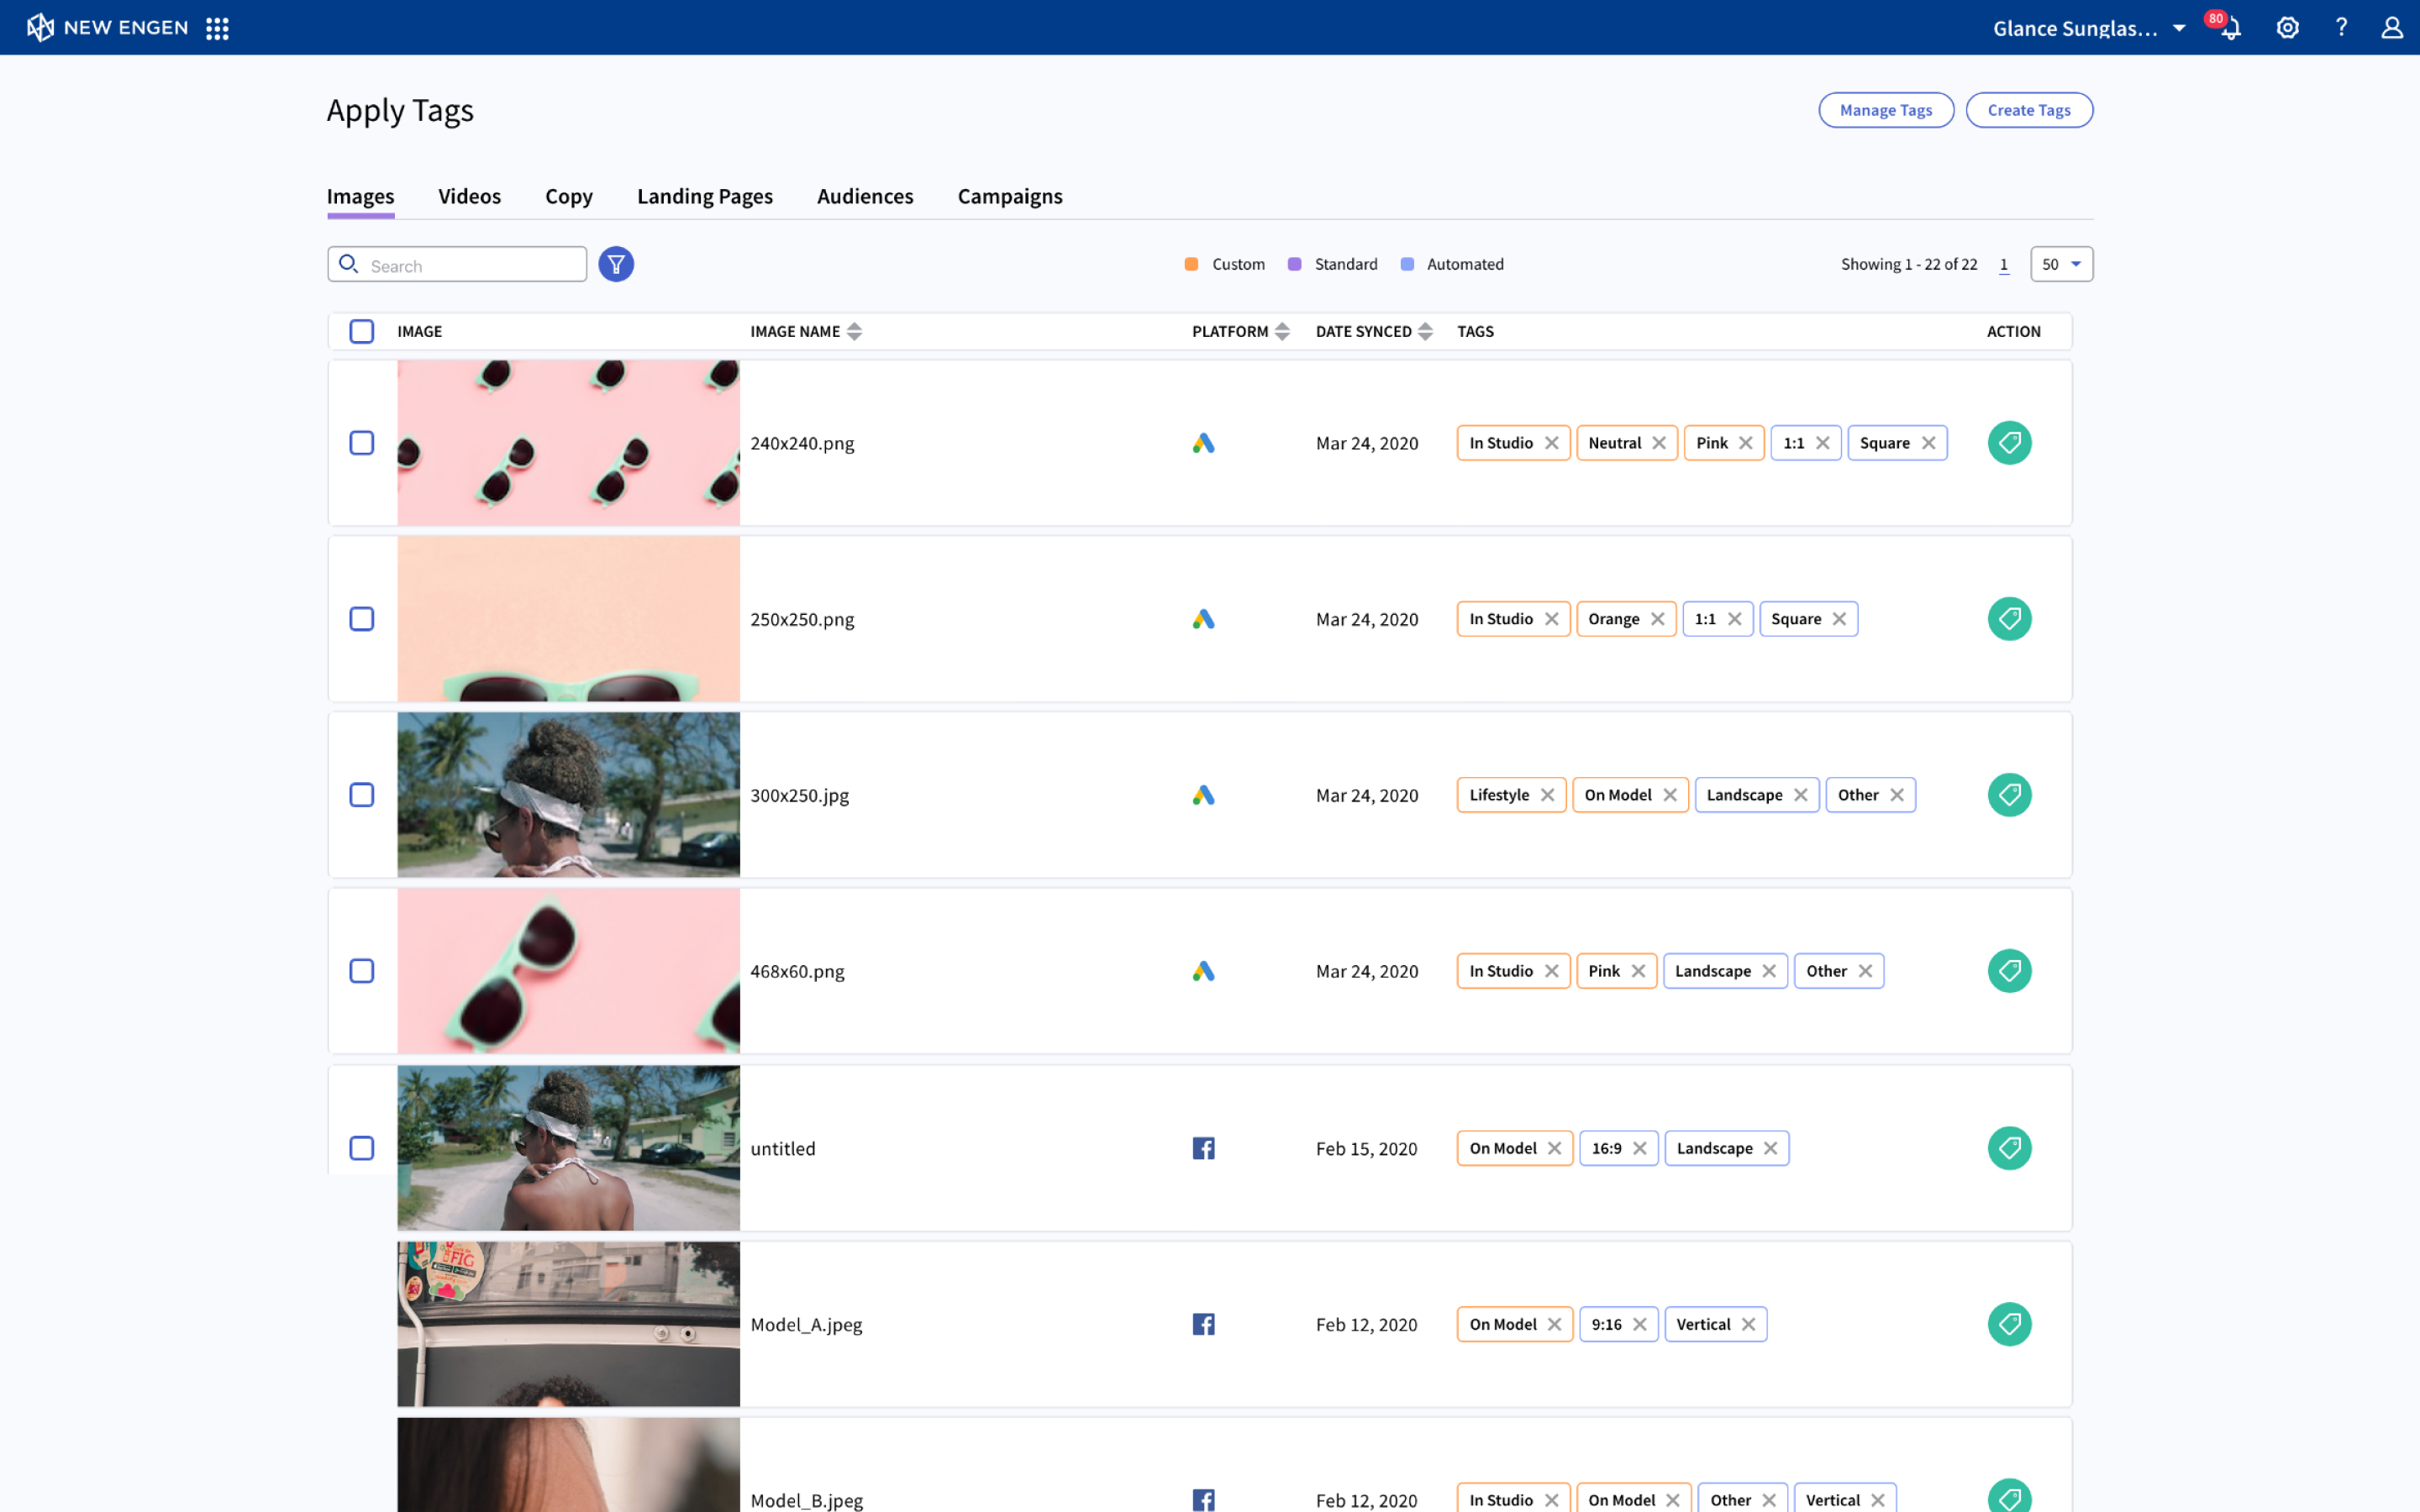 NEW ENGEN
Glance Sunglas...
80
?
Apply Tags
Manage Tags
Create Tags
Images Videos Copy Landing Pages Audiences Campaigns
Search
Custom Standard Automated
Showing 1 - 22 of 22 1 50
IMAGE IMAGE NAME PLATFORM DATE SYNCED TAGS ACTION
240x240.png Mar 24, 2020 In Studio Neutral Pink 1:1 Square
250x250.png Mar 24, 2020 In Studio Orange 1:1 Square
300x250.jpg Mar 24, 2020 Lifestyle On Model Landscape Other
468x60.png Mar 24, 2020 In Studio Pink Landscape Other
untitled Feb 15, 2020 On Model 16:9 Landscape
FIG
Model_A.jpeg Feb 12, 2020 On Model 9:16 Vertical
Model_B.jpeg Feb 12, 2020 In Studio On Model Other Vertical